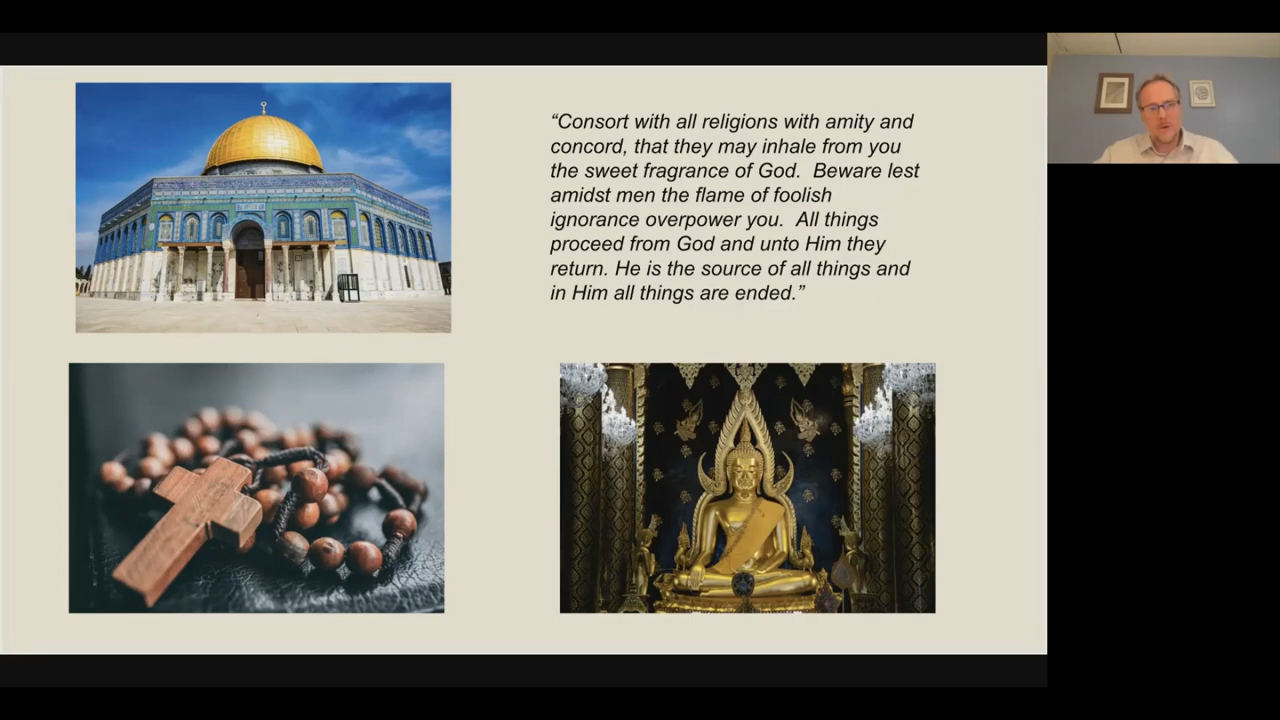 “Consort with all religions with amity and
concord, that they may inhale from you
the sweet fragrance of God.  Beware lest
amidst men the flame of foolish
ignorance overpower you.  All things
proceed from God and unto Him they
return. He is the source of all things and
in Him all things are ended.”